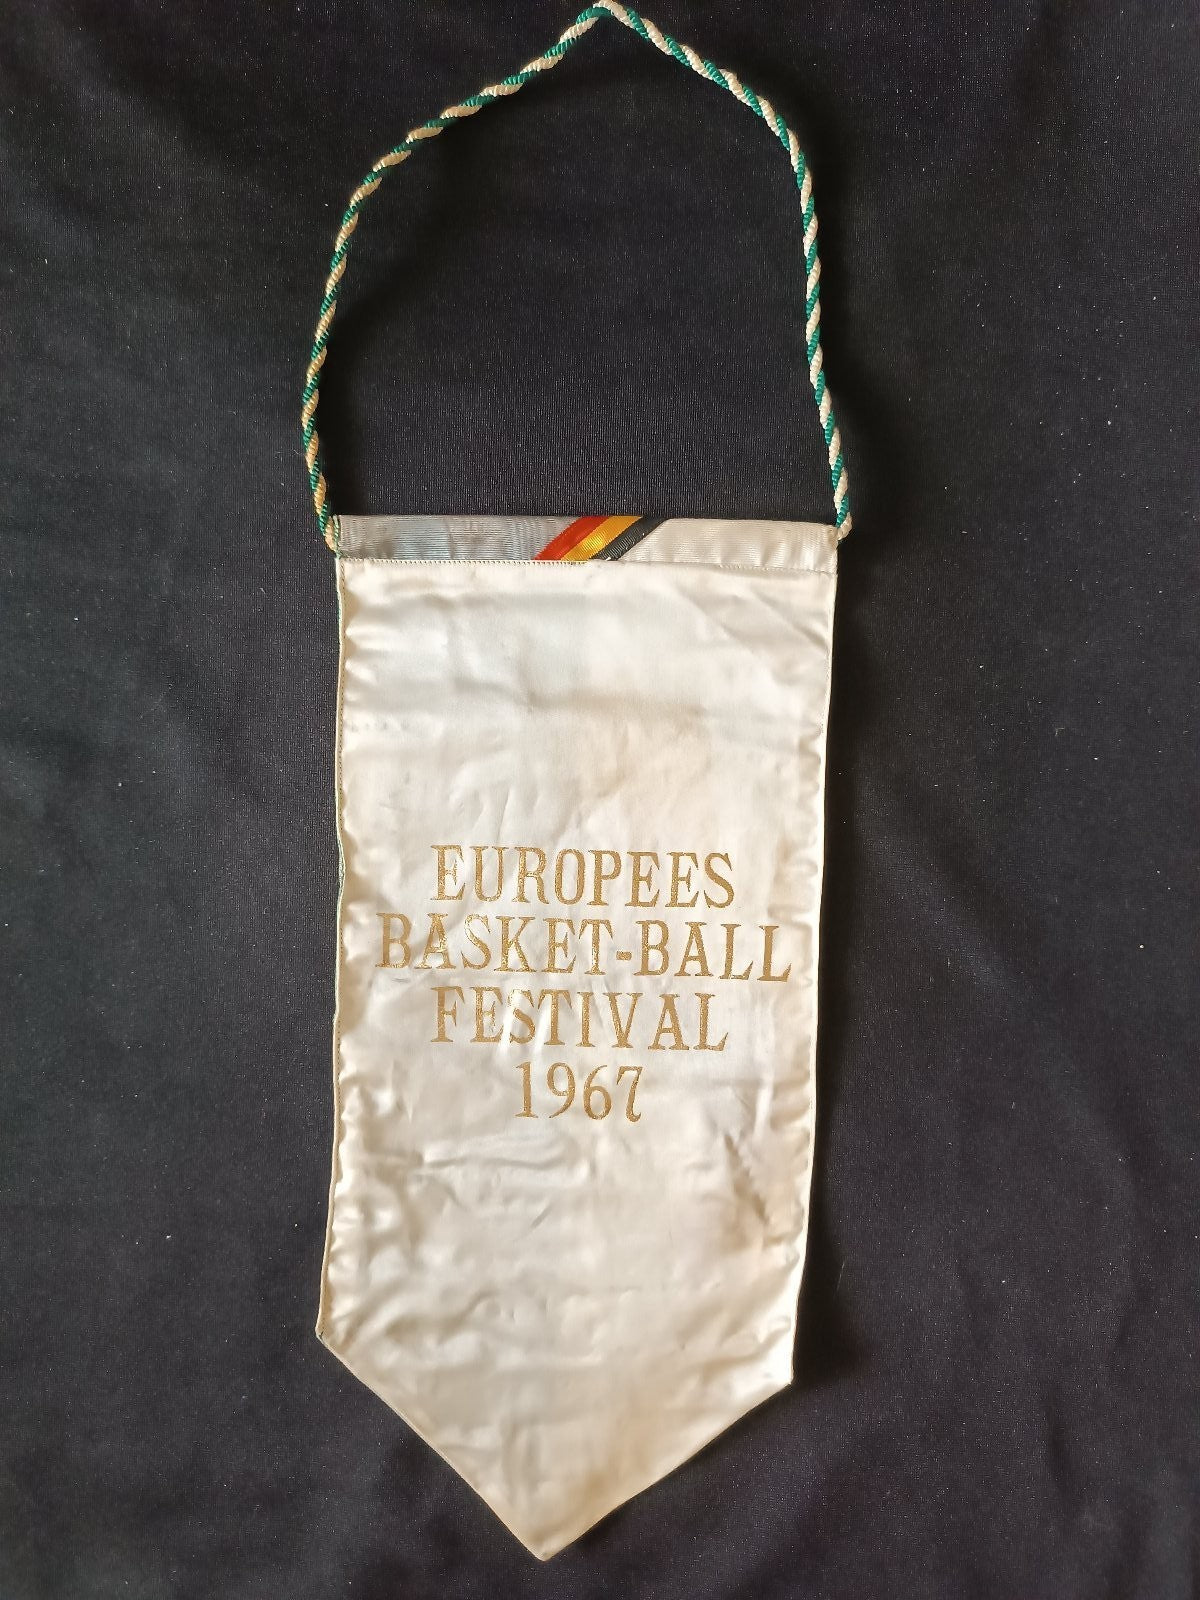 EUROPEES
BASKET-BALL
FESTIVAL
1967